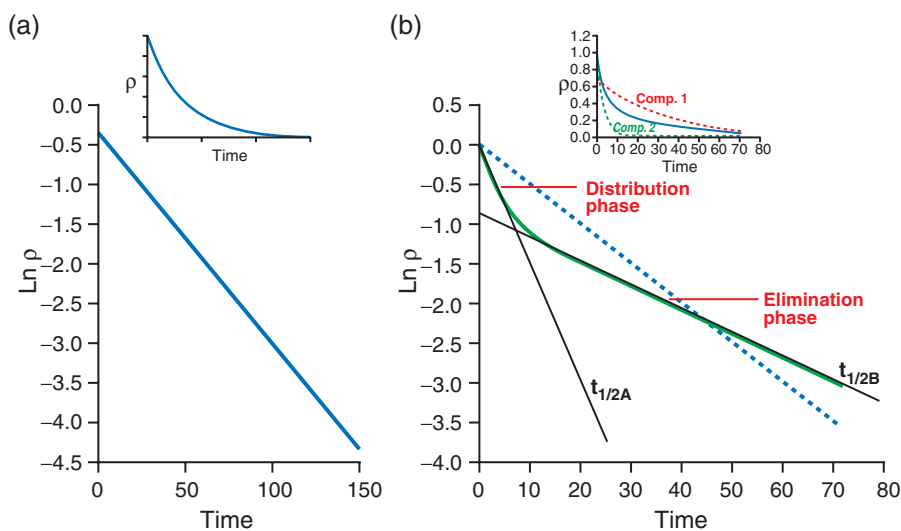 (a)
ρ
Time
0.0
−0.5
−1.0
−1.5
−2.0
−2.5
−3.0
−3.5
−4.0
−4.5
Ln ρ
0
50
100
150
Time
(b)
1.2
1.0
0.8
0.6
0.4
0.2
0.0
ρ
Comp. 1
Comp. 2
0 10 20 30 40 50 60 70 80
Time
0.0
−0.5
−1.0
−1.5
−2.0
−2.5
−3.0
−3.5
−4.0
Ln ρ
Distribution
phase
Elimination
phase
t1/2A
t1/2B
0 10 20 30 40 50 60 70 80
Time